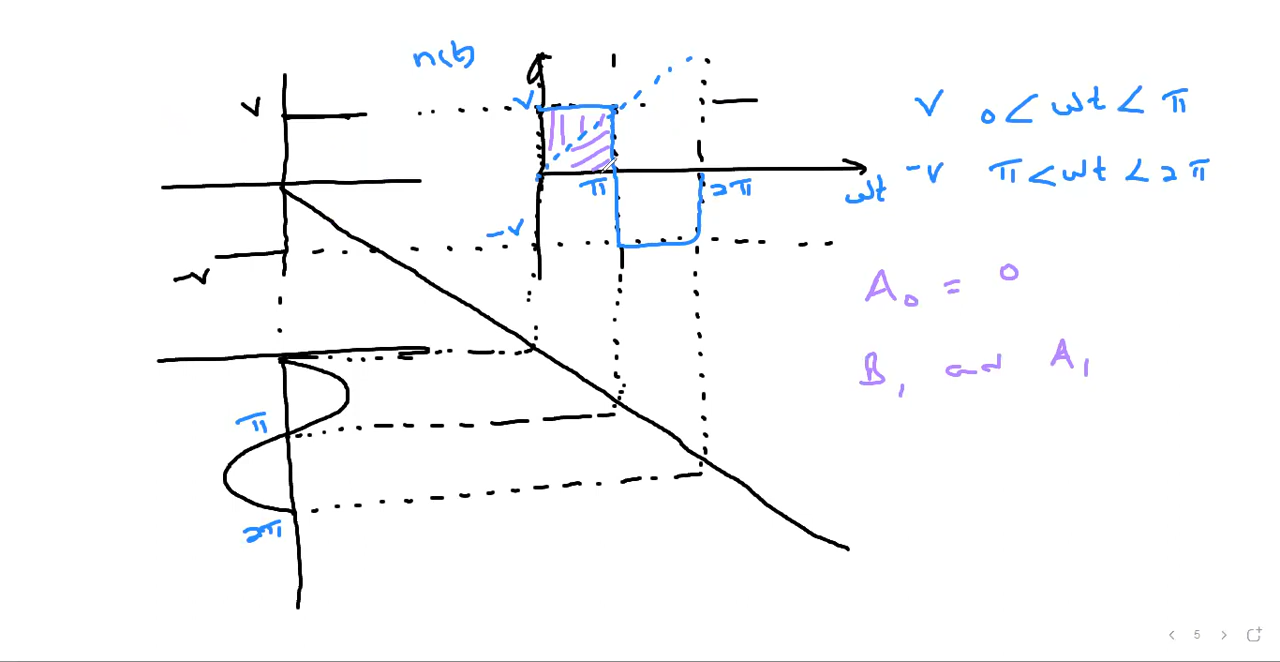 n(t)
V
V
V 0 < ωt < π
-V π < ωt < 2π
π
2π
ωt
-V
-V
A₀ = 0
B₁ and A₁
π
2π
5